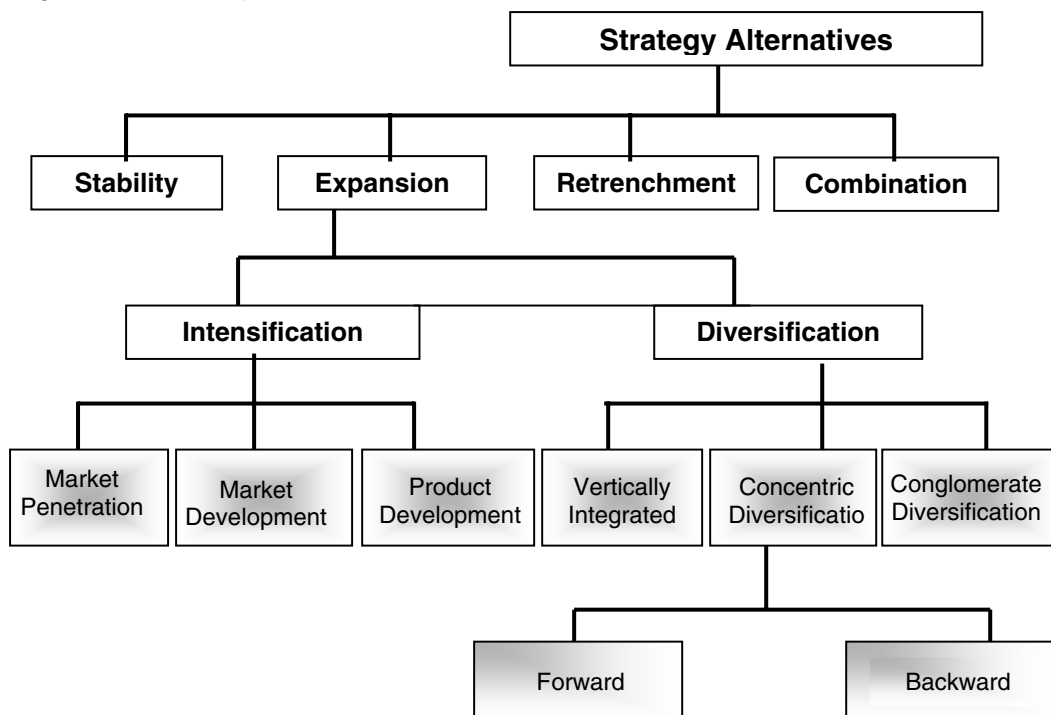 Strategy Alternatives
Stability
Expansion
Retrenchment
Combination
Intensification
Diversification
Market
Penetration
Market
Development
Product
Development
Vertically
Integrated
Concentric
Diversificatio
Conglomerate
Diversification
Forward
Backward